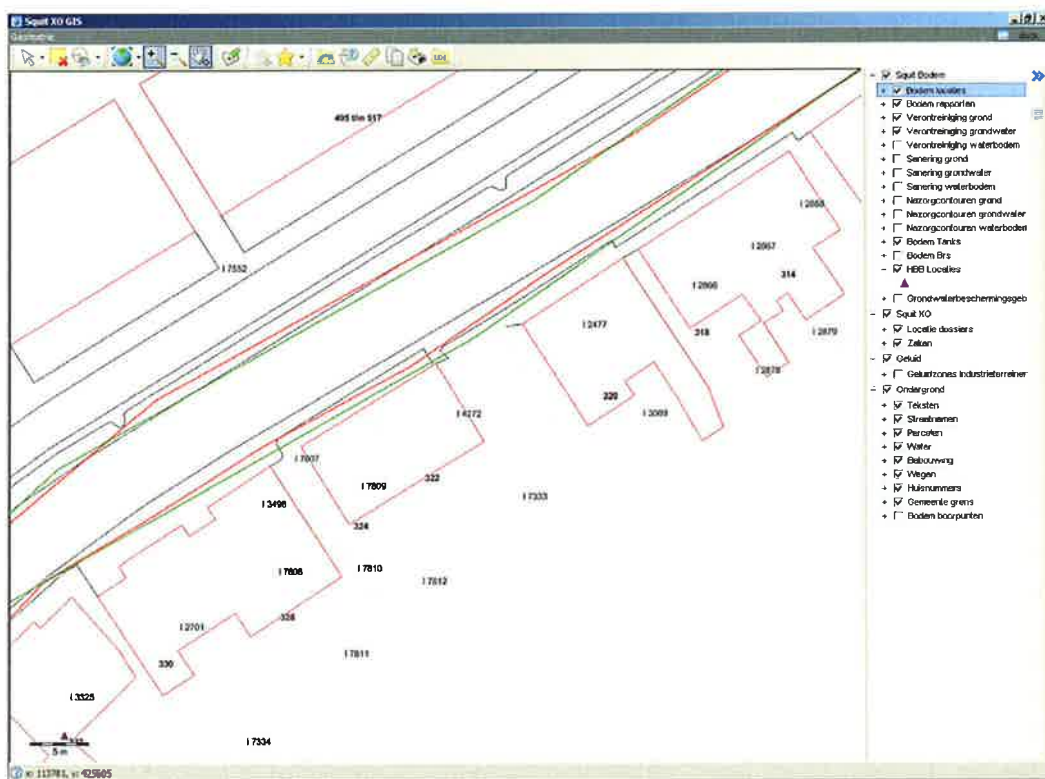 Squit XO GIS
Geometrie
495 t/m 517
I 7552
I 2868
I 2867
314
I 2866
318
I 2879
I 2878
I 2477
320
I 3089
I 4272
I 7807
I 7809
322
I 7333
I 3498
324
I 7810
I 7808
I 7812
I 2701
328
330
I 7811
I 3325
I 7334
5 m
x: 113781, y: 425605
Squit Bodem
Bodem locaties
Bodem rapporten
Verontreiniging grond
Verontreiniging grondwater
Verontreiniging waterbodem
Sanering grond
Sanering grondwater
Sanering waterbodem
Nazorgcontouren grond
Nazorgcontouren grondwater
Nazorgcontouren waterbodem
Bodem Tanks
Bodem Brs
HBB Locaties
Grondwaterbeschermingsgeb
Squit XO
Locatie dossiers
Zaken
Geluid
Geluidzones Industrieterreinen
Ondergrond
Teksten
Straatnamen
Percelen
Water
Bebouwing
Wegen
Huisnummers
Gemeente grens
Bodem boorpunten